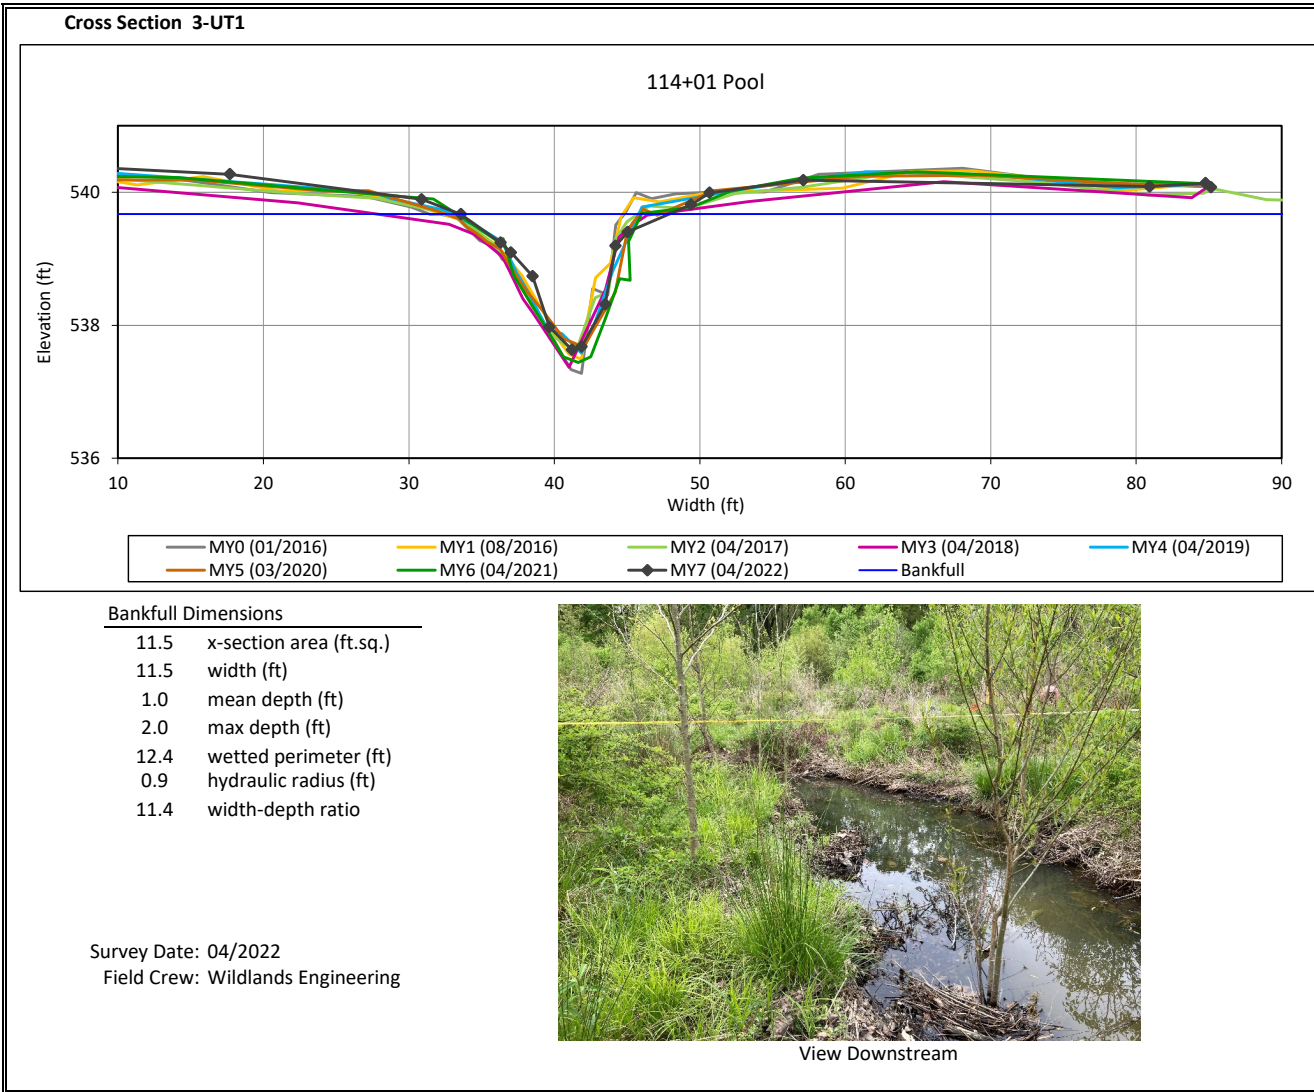 Cross Section 3-UT1
114+01 Pool
Elevation (ft)
540
538
536
10 20 30 40 50 60 70 80 90
Width (ft)
MY0 (01/2016) MY1 (08/2016) MY2 (04/2017) MY3 (04/2018) MY4 (04/2019)
MY5 (03/2020) MY6 (04/2021) MY7 (04/2022) Bankfull
Bankfull Dimensions
11.5 x-section area (ft.sq.)
11.5 width (ft)
1.0 mean depth (ft)
2.0 max depth (ft)
12.4 wetted perimeter (ft)
0.9 hydraulic radius (ft)
11.4 width-depth ratio
Survey Date: 04/2022
Field Crew: Wildlands Engineering
View Downstream